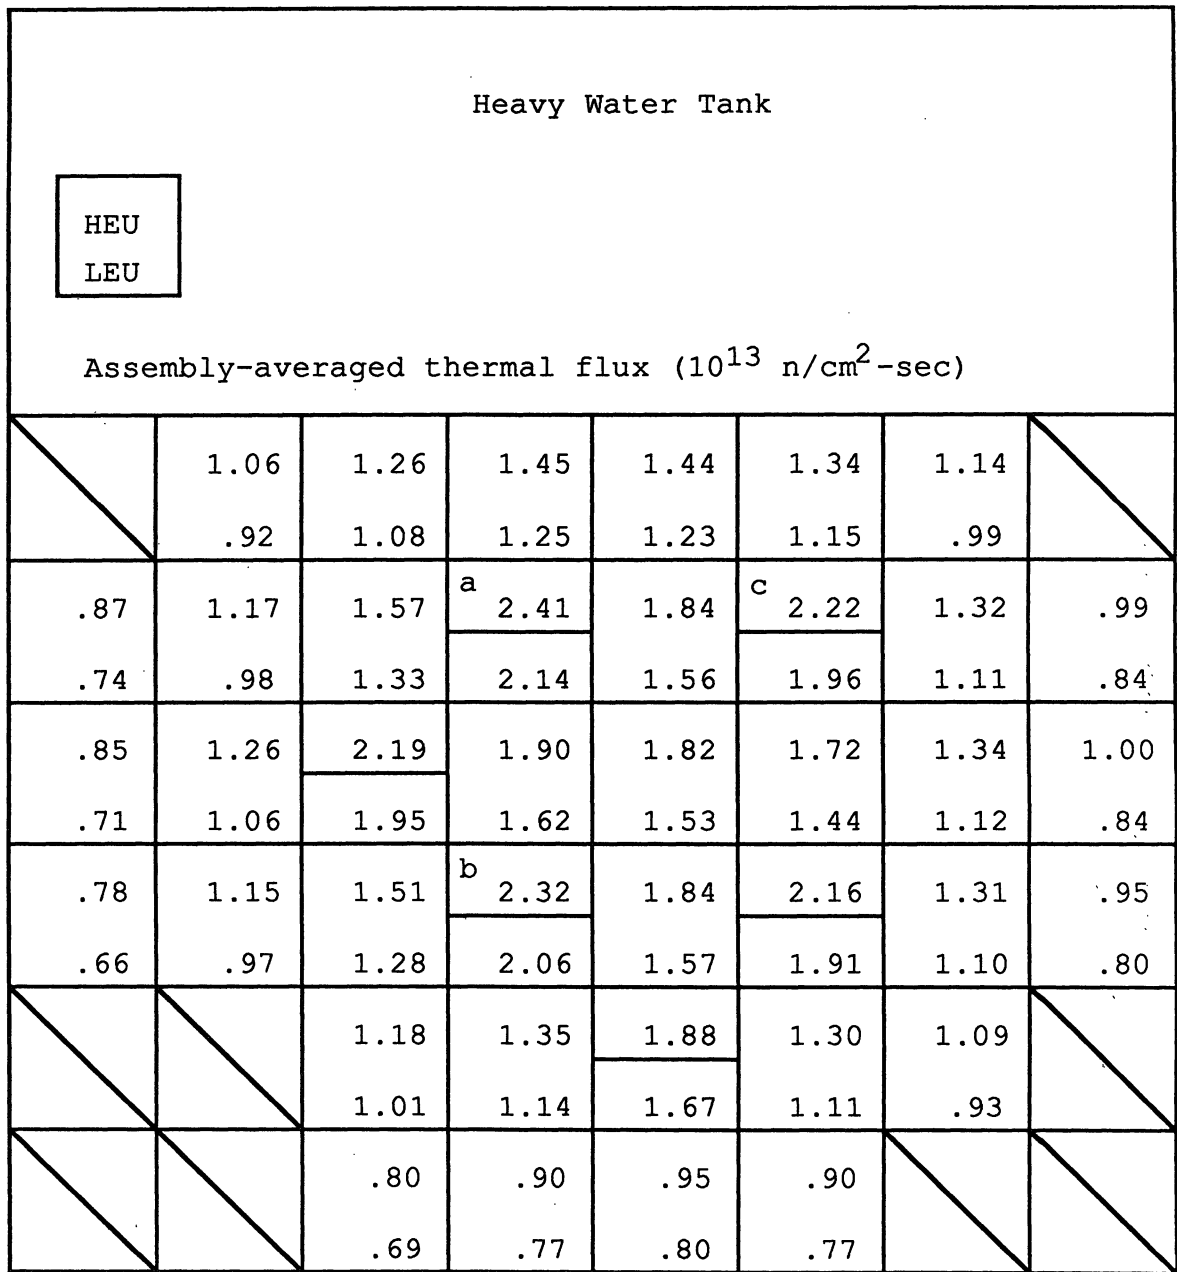 Heavy Water Tank
HEU
LEU
Assembly-averaged thermal flux (10^13 n/cm^2-sec)
1.06 1.26 1.45 1.44 1.34 1.14
.92 1.08 1.25 1.23 1.15 .99
.87 1.17 1.57 a 2.41 1.84 c 2.22 1.32 .99
.74 .98 1.33 2.14 1.56 1.96 1.11 .84
.85 1.26 2.19 1.90 1.82 1.72 1.34 1.00
.71 1.06 1.95 1.62 1.53 1.44 1.12 .84
.78 1.15 1.51 b 2.32 1.84 2.16 1.31 .95
.66 .97 1.28 2.06 1.57 1.91 1.10 .80
1.18 1.35 1.88 1.30 1.09
1.01 1.14 1.67 1.11 .93
.80 .90 .95 .90
.69 .77 .80 .77